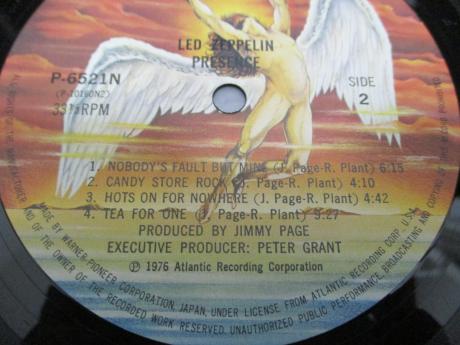 LED ZEPPELIN
PRESENCE
P-6521N
(P-10160N2)
33⅓RPM
SIDE
2
1. NOBODY'S FAULT BUT MINE (J. Page-R. Plant) 6:15
2. CANDY STORE ROCK (J. Page-R. Plant) 4:10
3. HOTS ON FOR NOWHERE (J. Page-R. Plant) 4:42
4. TEA FOR ONE (J. Page-R. Plant) 9:27
PRODUCED BY JIMMY PAGE
EXECUTIVE PRODUCER: PETER GRANT
℗ 1976 Atlantic Recording Corporation
MADE BY WARNER-PIONEER CORPORATION, JAPAN, UNDER LICENSE FROM ATLANTIC RECORDING CORP. U.S.A.
AND OF THE OWNER OF THE RECORDED WORK RESERVED. UNAUTHORIZED PUBLIC PERFORMANCE, BROADCASTING AND COPYING OF